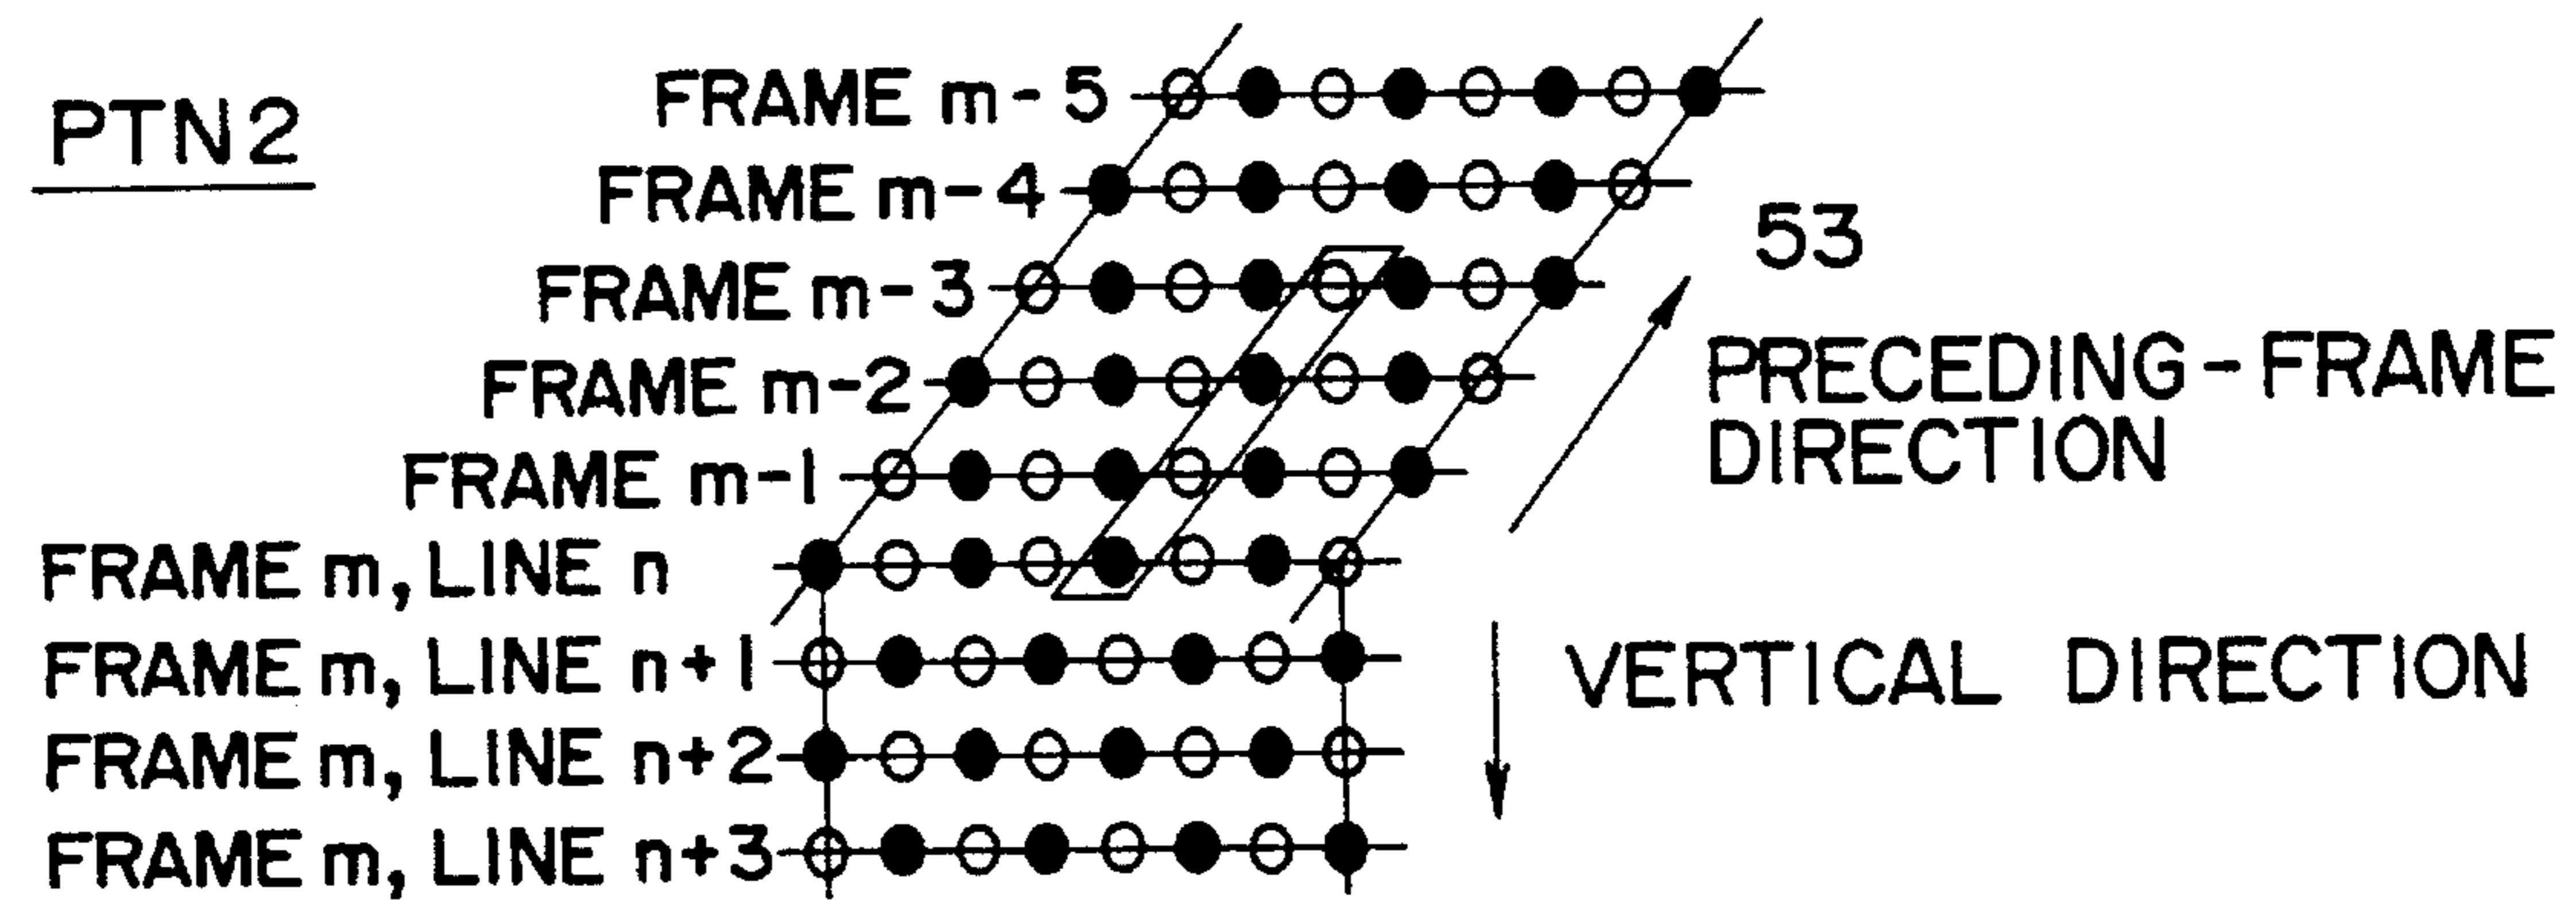 PTN2
FRAME m-5
FRAME m-4
FRAME m-3
FRAME m-2
FRAME m-1
FRAME m, LINE n
FRAME m, LINE n+1
FRAME m, LINE n+2
FRAME m, LINE n+3
53
PRECEDING-FRAME
DIRECTION
VERTICAL DIRECTION